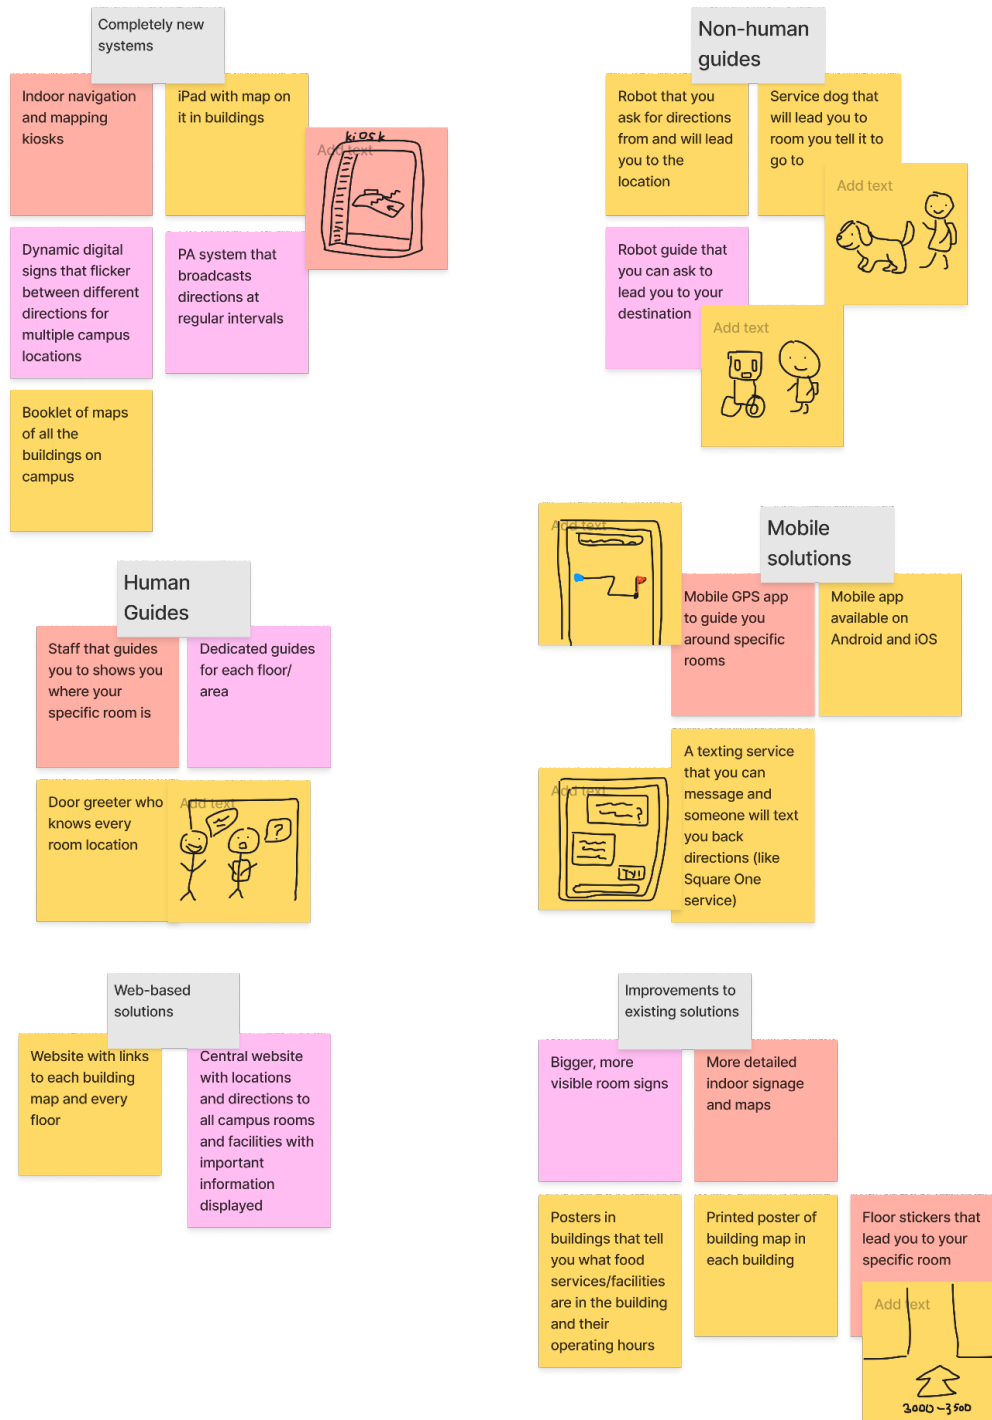 Completely new
systems
Indoor navigation
and mapping
kiosks
iPad with map on
it in buildings
kiosk
Add text
Dynamic digital
signs that flicker
between different
directions for
multiple campus
locations
PA system that
broadcasts
directions at
regular intervals
Booklet of maps
of all the
buildings on
campus
Non-human
guides
Robot that you
ask for directions
from and will lead
you to the
location
Service dog that
will lead you to
room you tell it to
go to
Add text
Robot guide that
you can ask to
lead you to your
destination
Add text
Human
Guides
Staff that guides
you to shows you
where your
specific room is
Dedicated guides
for each floor/
area
Door greeter who
knows every
room location
Add text
?
Mobile
solutions
Add text
Mobile GPS app
to guide you
around specific
rooms
Mobile app
available on
Android and iOS
Add text
?
A texting service
that you can
message and
someone will text
you back
directions (like
Square One
service)
Web-based
solutions
Website with links
to each building
map and every
floor
Central website
with locations
and directions to
all campus rooms
and facilities with
important
information
displayed
Improvements to
existing solutions
Bigger, more
visible room signs
More detailed
indoor signage
and maps
Posters in
buildings that tell
you what food
services/facilities
are in the building
and their
operating hours
Printed poster of
building map in
each building
Floor stickers that
lead you to your
specific room
Add text
3000-3500